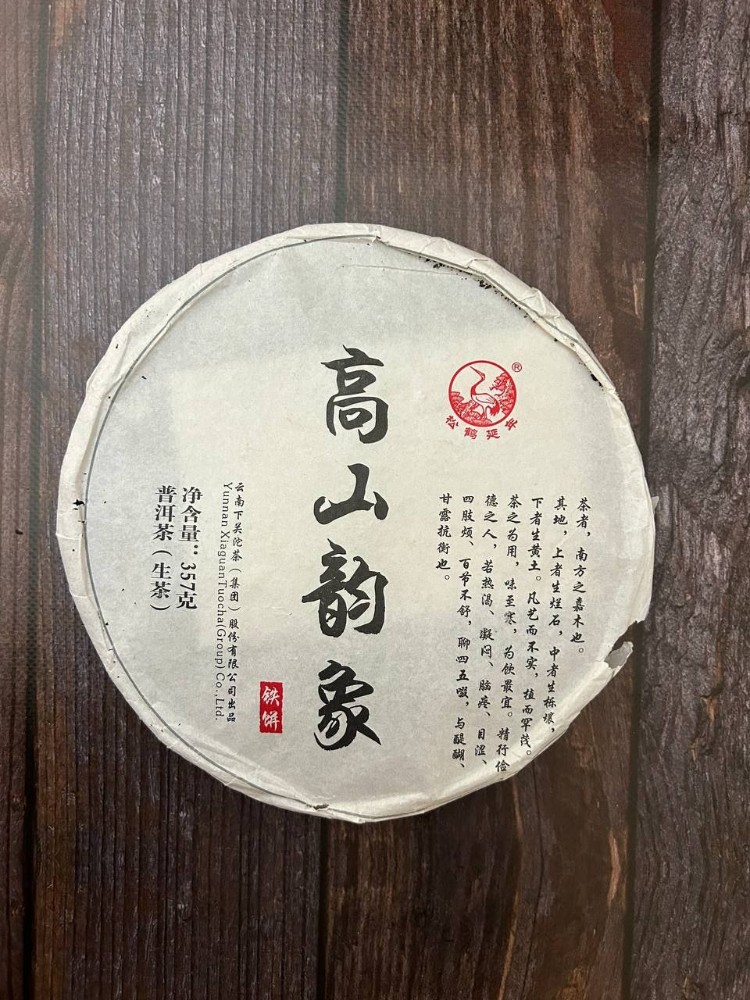 松鹤延年
®
茶者，南方之嘉木也。
其地，上者生烂石，中者生栎壤，
下者生黄土。凡艺而不实，植而罕茂。
茶之为用，味至寒，为饮最宜。精行俭
德之人，若热渴、凝闷、脑疼、目涩、
四肢烦、百节不舒，聊四五啜，与醍醐、
甘露抗衡也。
高山韵象
铁饼
云南下关沱茶（集团）股份有限公司出品
Yunnan Xiaguan Tuocha(Group) Co.,Ltd.
净含量：357克
普洱茶（生茶）